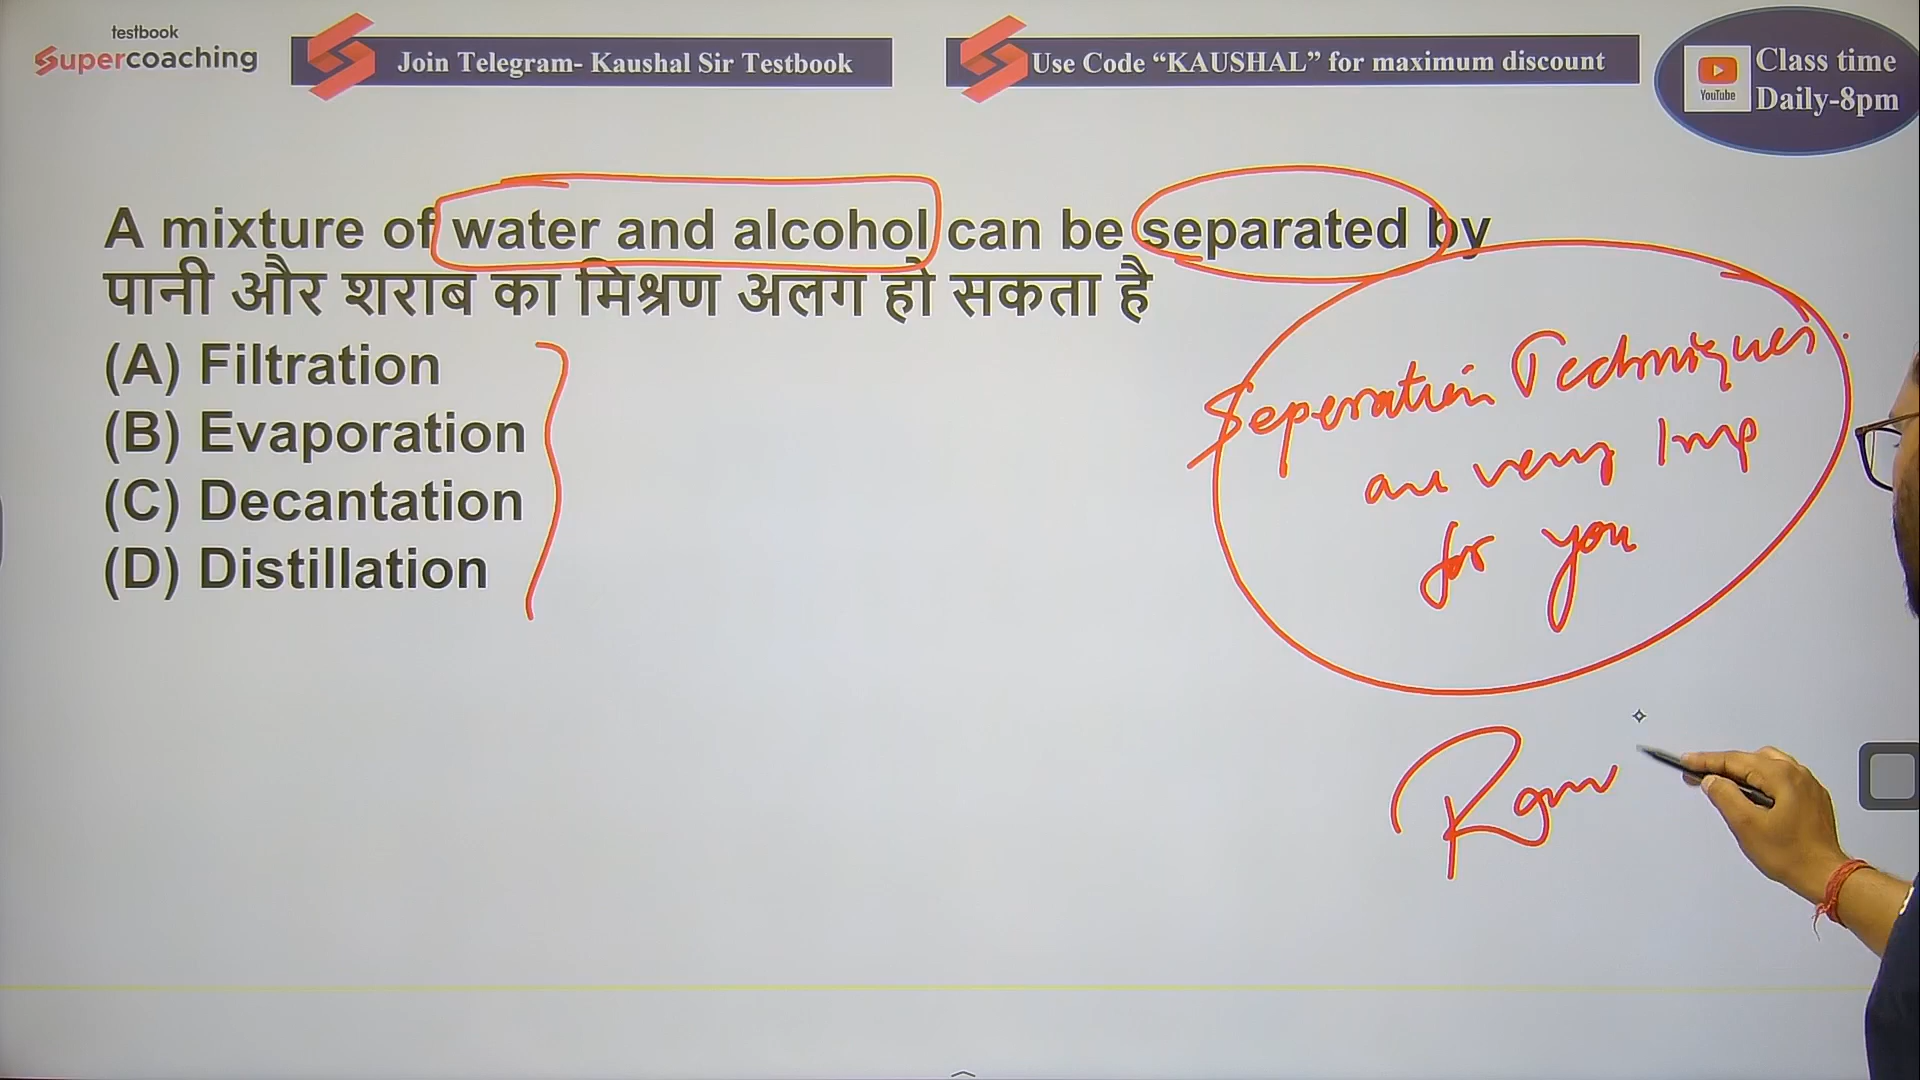 testbook
Supercoaching
Join Telegram- Kaushal Sir Testbook
Use Code “KAUSHAL” for maximum discount
YouTube
Class time
Daily-8pm
A mixture of water and alcohol can be separated by
पानी और शराब का मिश्रण अलग हो सकता है
(A) Filtration
(B) Evaporation
(C) Decantation
(D) Distillation
Seperation Techniques
are very Imp
for you